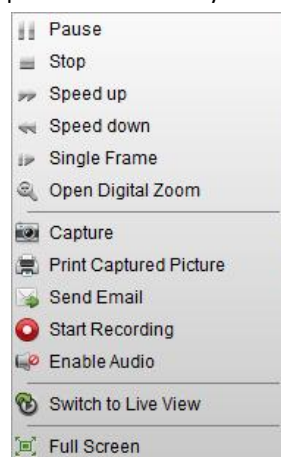 Pause
Stop
Speed up
Speed down
Single Frame
Open Digital Zoom
Capture
Print Captured Picture
Send Email
Start Recording
Enable Audio
Switch to Live View
Full Screen